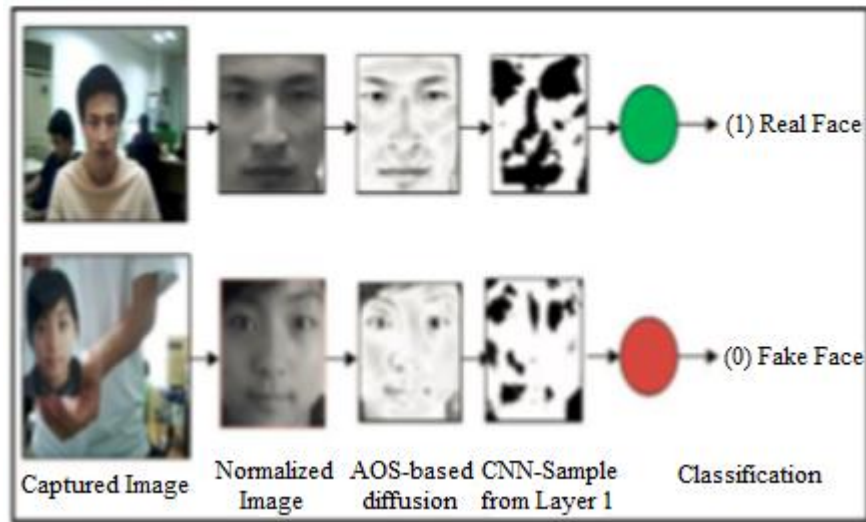 (1) Real Face
(0) Fake Face
Captured Image
Normalized
Image
AOS-based
diffusion
CNN-Sample
from Layer 1
Classification